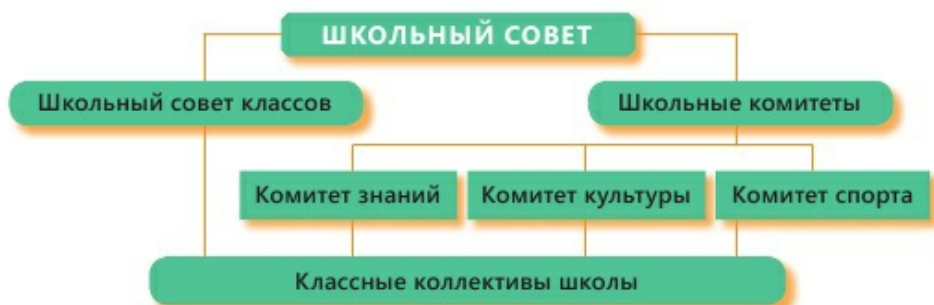 ШКОЛЬНЫЙ СОВЕТ
Школьный совет классов
Школьные комитеты
Комитет знаний
Комитет культуры
Комитет спорта
Классные коллективы школы